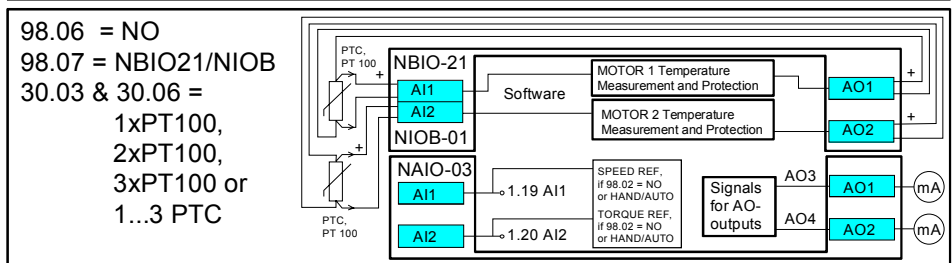 98.06 = NO
98.07 = NBIO21/NIOB
30.03 & 30.06 =
1xPT100,
2xPT100,
3xPT100 or
1...3 PTC
PTC,
PT 100
+
+
PTC,
PT 100
NBIO-21
AI1
AI2
NIOB-01
Software
MOTOR 1 Temperature
Measurement and Protection
MOTOR 2 Temperature
Measurement and Protection
AO1
+
AO2
+
NAIO-03
AI1
1.19 AI1
SPEED REF,
if 98.02 = NO
or HAND/AUTO
AI2
1.20 AI2
TORQUE REF,
if 98.02 = NO
or HAND/AUTO
Signals
for AO-
outputs
AO3
AO4
AO1
mA
AO2
mA